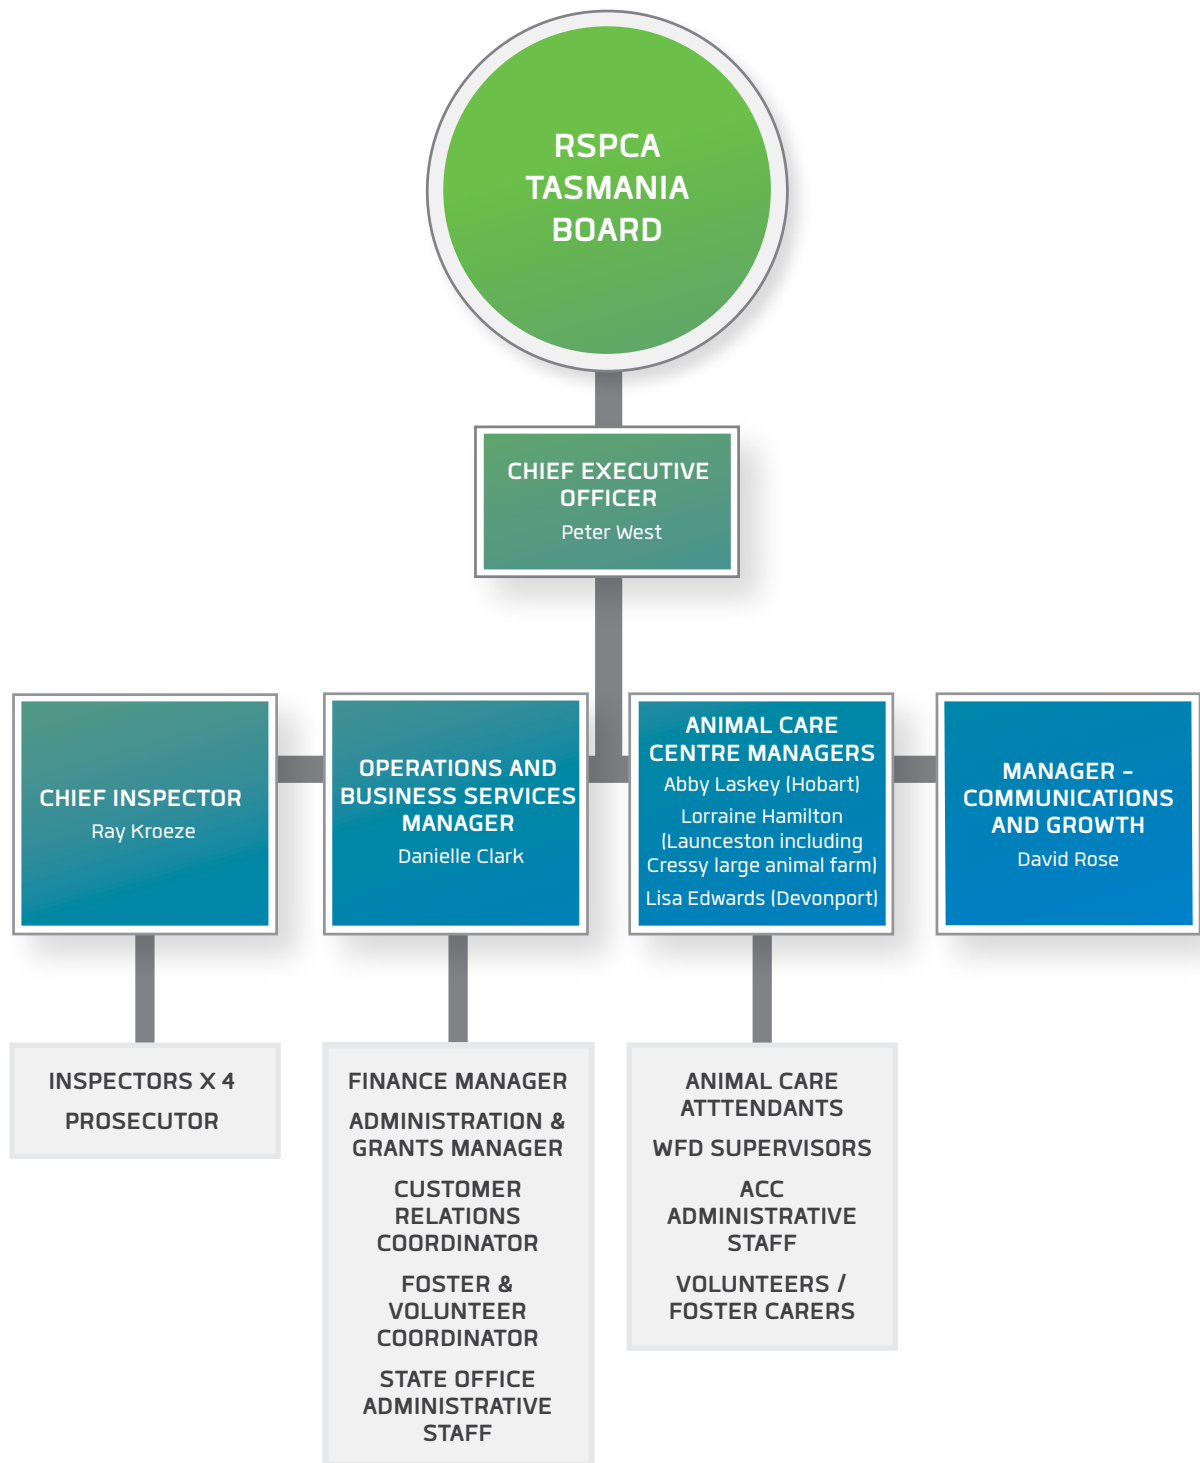 RSPCA
TASMANIA
BOARD
CHIEF EXECUTIVE
OFFICER
Peter West
CHIEF INSPECTOR
Ray Kroeze
OPERATIONS AND
BUSINESS SERVICES
MANAGER
Danielle Clark
ANIMAL CARE
CENTRE MANAGERS
Abby Laskey (Hobart)
Lorraine Hamilton
(Launceston including
Cressy large animal farm)
Lisa Edwards (Devonport)
MANAGER –
COMMUNICATIONS
AND GROWTH
David Rose
INSPECTORS X 4
PROSECUTOR
FINANCE MANAGER
ADMINISTRATION &
GRANTS MANAGER
CUSTOMER
RELATIONS
COORDINATOR
FOSTER &
VOLUNTEER
COORDINATOR
STATE OFFICE
ADMINISTRATIVE
STAFF
ANIMAL CARE
ATTTENDANTS
WFD SUPERVISORS
ACC
ADMINISTRATIVE
STAFF
VOLUNTEERS /
FOSTER CARERS